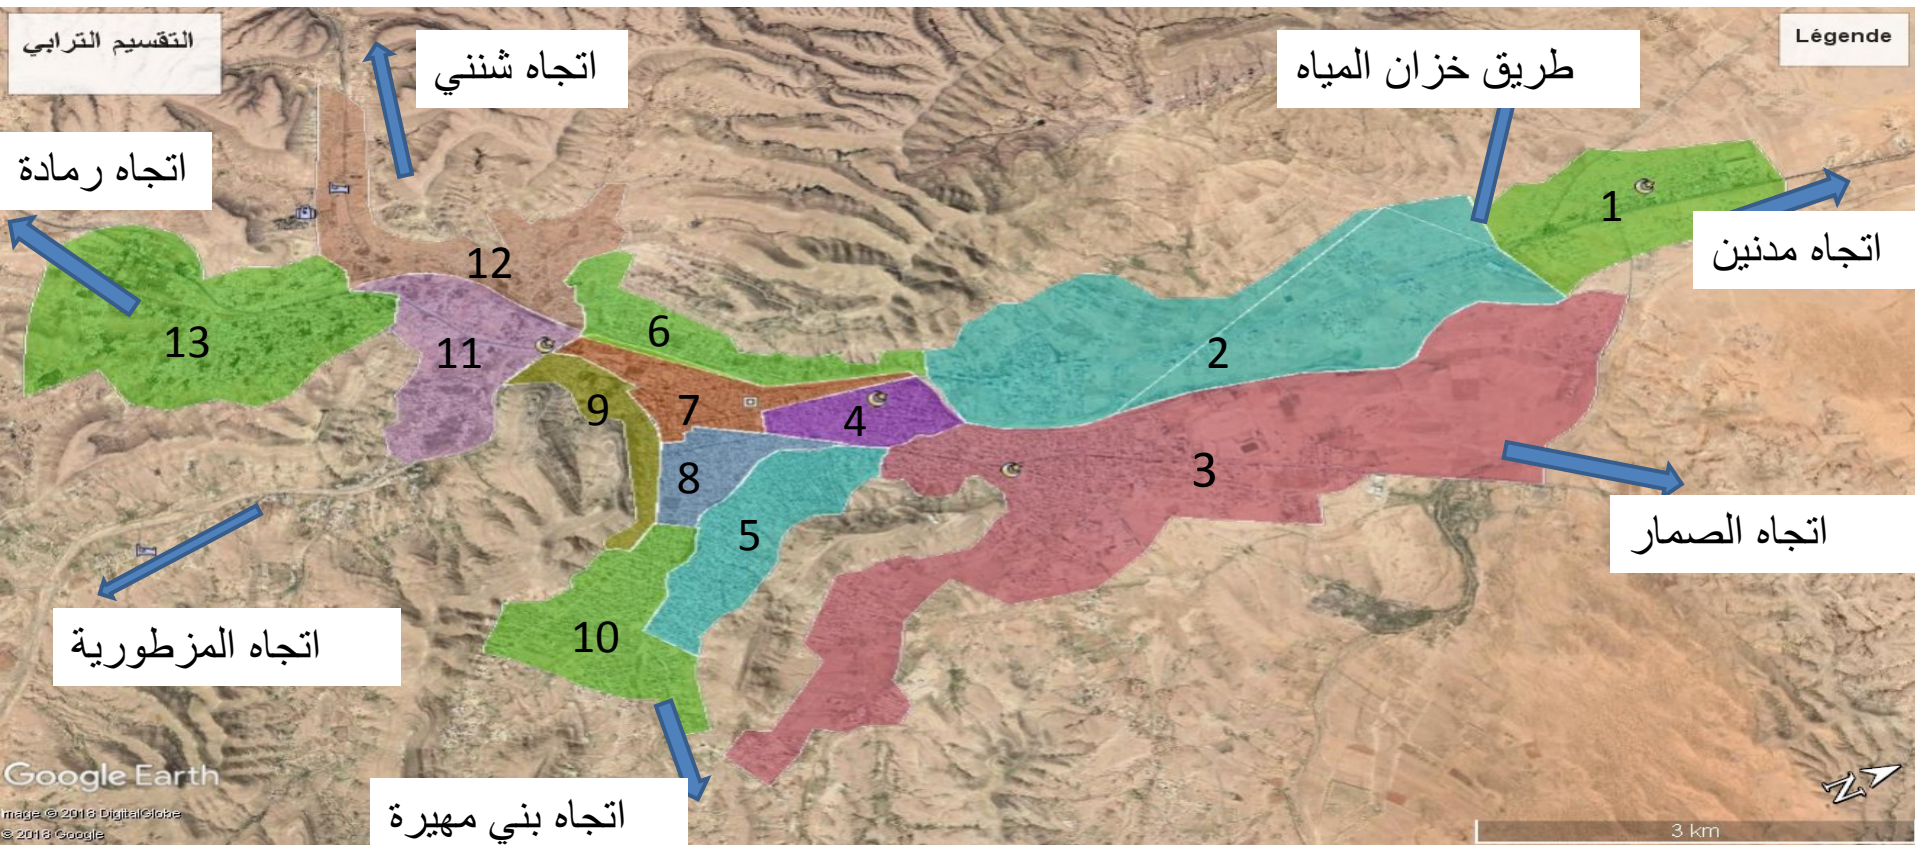 التقسيم الترابي
اتجاه شنني
طريق خزان المياه
Légende
اتجاه رمادة
1
اتجاه مدنين
12
13
11
6
2
9
7
4
8
3
5
اتجاه الصمار
10
اتجاه المزطورية
اتجاه بني مهيرة
Google Earth
mage © 2018 DigitalGlobe
© 2018 Google
N
3 km